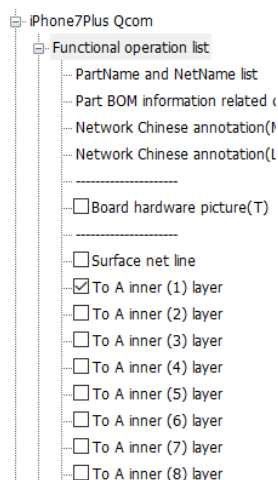 iPhone7Plus Qcom
Functional operation list
PartName and NetName list
Part BOM information related
Network Chinese annotation(
Network Chinese annotation(L
--------------------
Board hardware picture(T)
--------------------
Surface net line
To A inner (1) layer
To A inner (2) layer
To A inner (3) layer
To A inner (4) layer
To A inner (5) layer
To A inner (6) layer
To A inner (7) layer
To A inner (8) layer